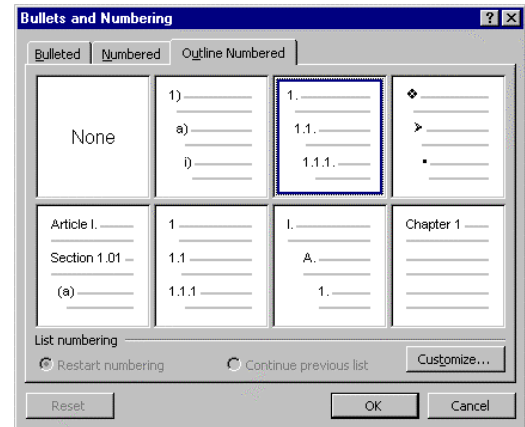 Bullets and Numbering
Bulleted Numbered Outline Numbered
None
1)
a)
i)
1.
1.1.
1.1.1.
Article I.
Section 1.01
(a)
1
1.1
1.1.1
I.
A.
1.
Chapter 1
List numbering
Restart numbering Continue previous list Customize...
Reset OK Cancel